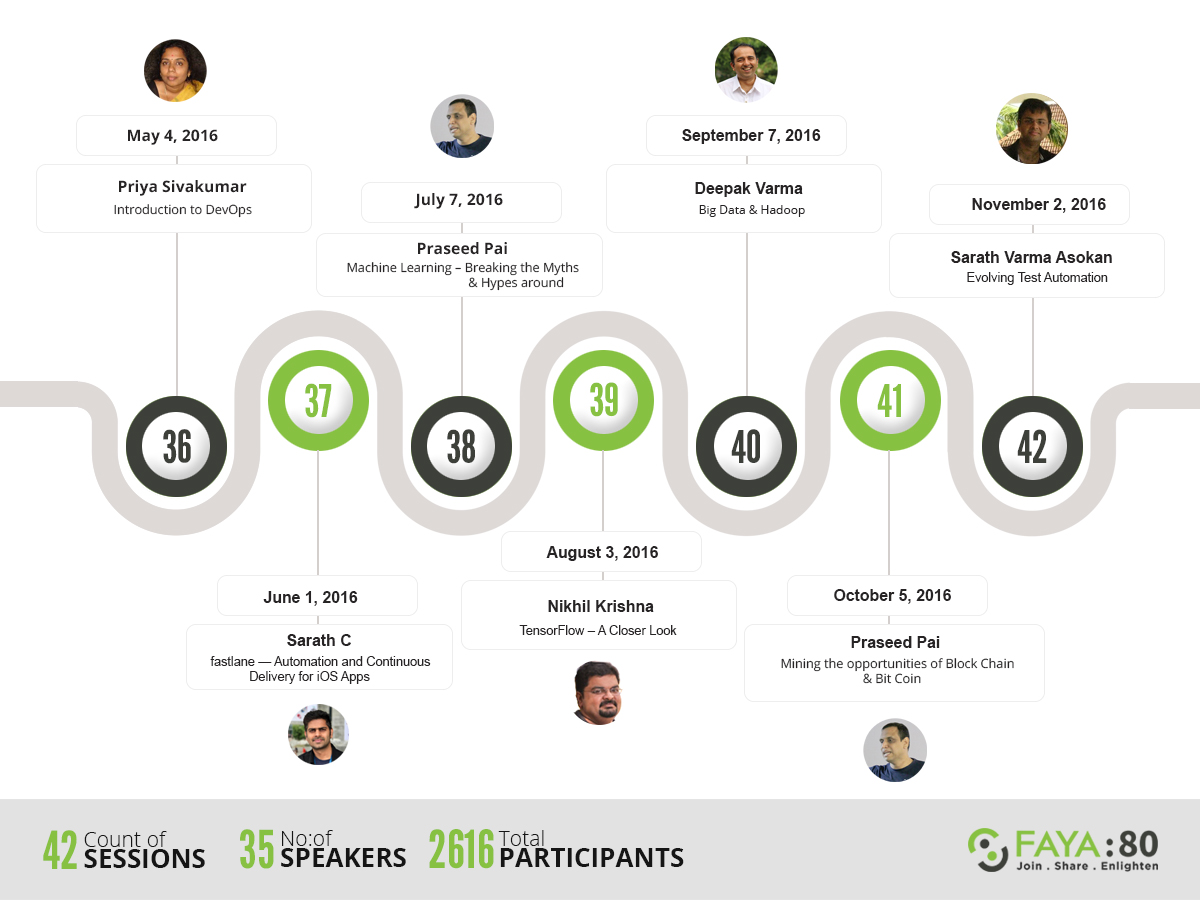 May 4, 2016
Priya Sivakumar
Introduction to DevOps
July 7, 2016
Praseed Pai
Machine Learning – Breaking the Myths
& Hypes around
September 7, 2016
Deepak Varma
Big Data & Hadoop
November 2, 2016
Sarath Varma Asokan
Evolving Test Automation
36
37
38
39
40
41
42
June 1, 2016
Sarath C
fastlane — Automation and Continuous
Delivery for iOS Apps
August 3, 2016
Nikhil Krishna
TensorFlow – A Closer Look
October 5, 2016
Praseed Pai
Mining the opportunities of Block Chain
& Bit Coin
42 Count of
SESSIONS
35 No:of
SPEAKERS
2616 Total
PARTICIPANTS
FAYA:80
Join . Share . Enlighten